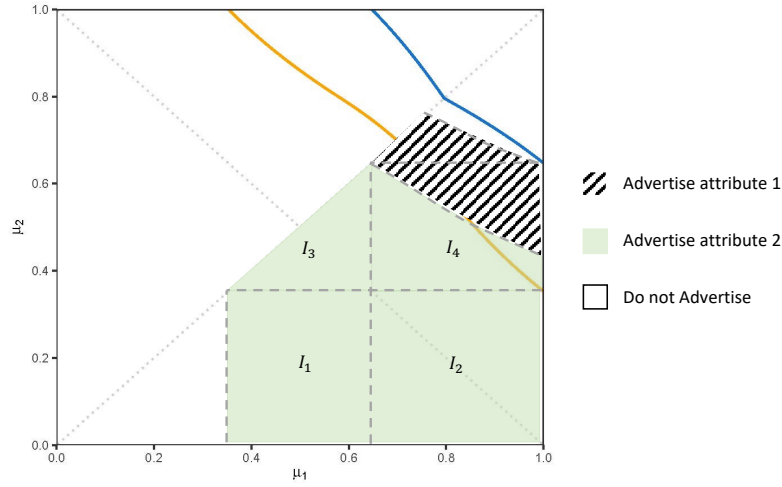 1.0
0.8
0.6
0.4
0.2
0.0
μ2
I3
I4
I1
I2
0.0 0.2 0.4 0.6 0.8 1.0
μ1
Advertise attribute 1
Advertise attribute 2
Do not Advertise